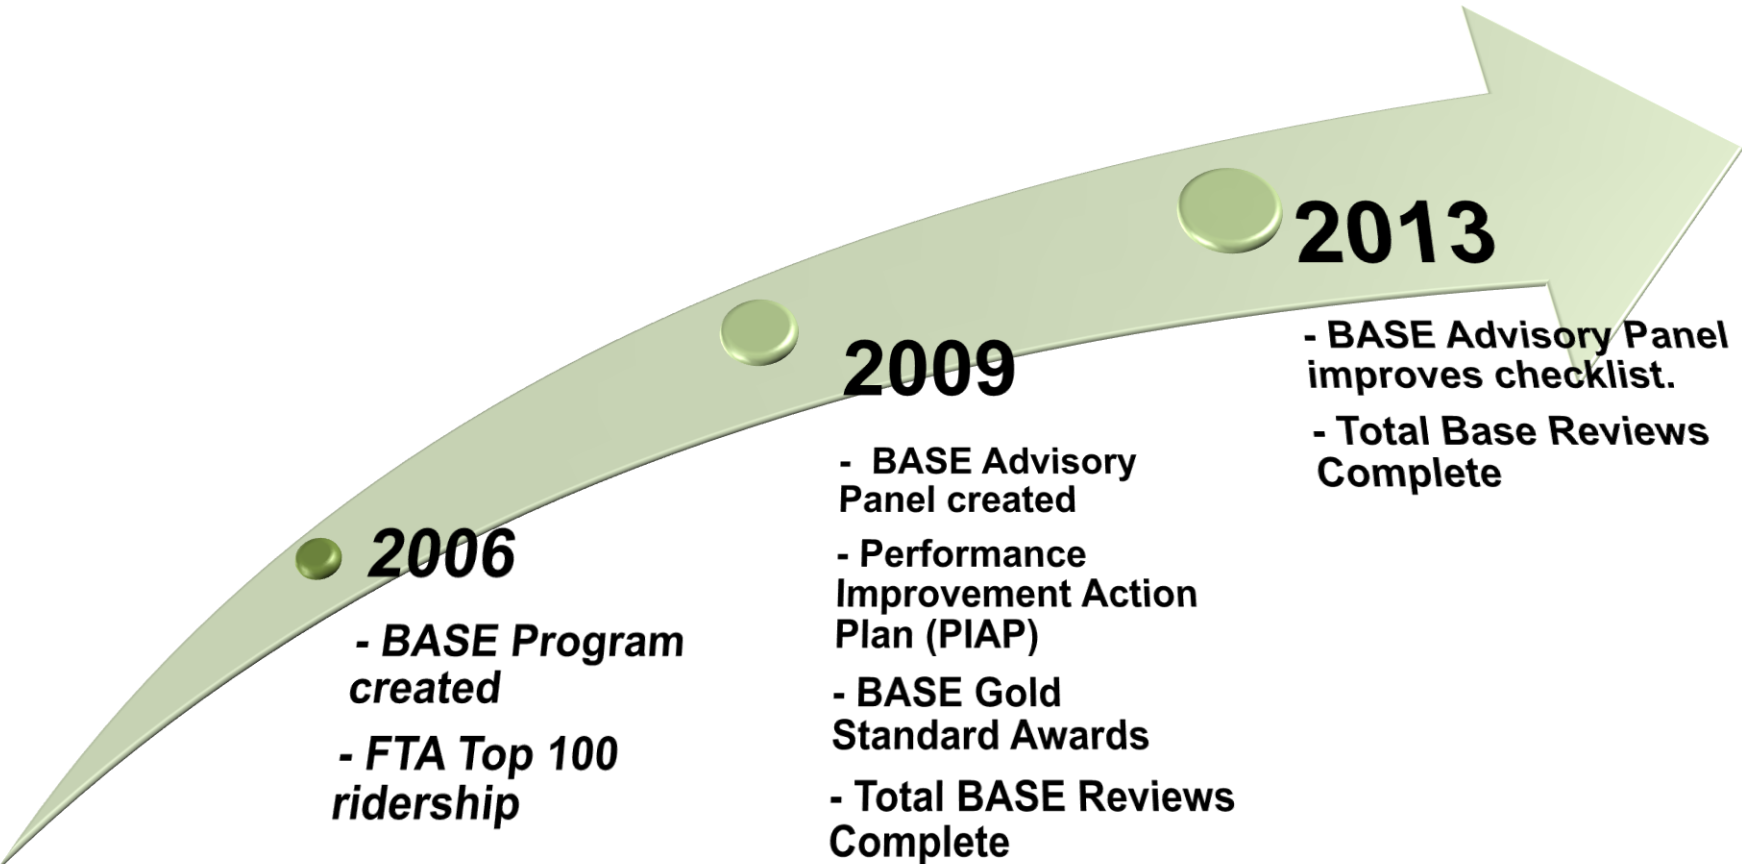 2006
- BASE Program
created
- FTA Top 100
ridership
2009
- BASE Advisory
Panel created
- Performance
Improvement Action
Plan (PIAP)
- BASE Gold
Standard Awards
- Total BASE Reviews
Complete
2013
- BASE Advisory Panel
improves checklist.
- Total Base Reviews
Complete